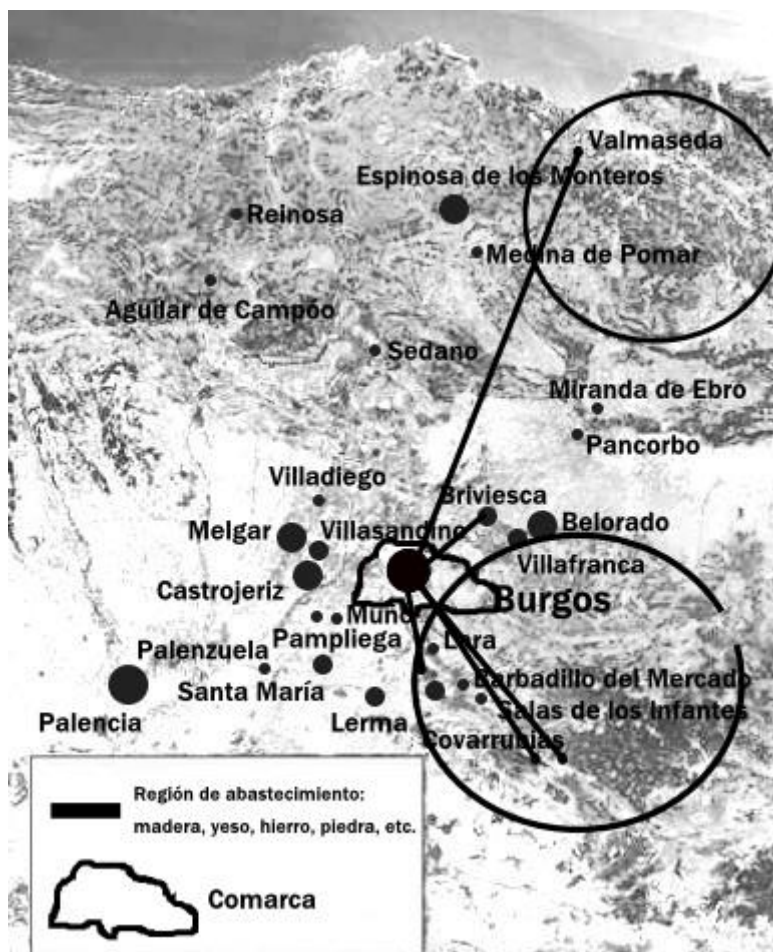 Valmaseda
Espinosa de los Monteros
Reinosa
Medina de Pomar
Aguilar de Campóo
Sedano
Miranda de Ebro
Pancorbo
Villadiego
Briviesca
Melgar
Villasandino
Belorado
Villafranca
Castrojeriz
Burgos
Muñó
Pampliega
Lara
Palenzuela
Santa María
Barbadillo del Mercado
Palencia
Lerma
Salas de los Infantes
Covarrubias
Región de abastecimiento:
madera, yeso, hierro, piedra, etc.
Comarca